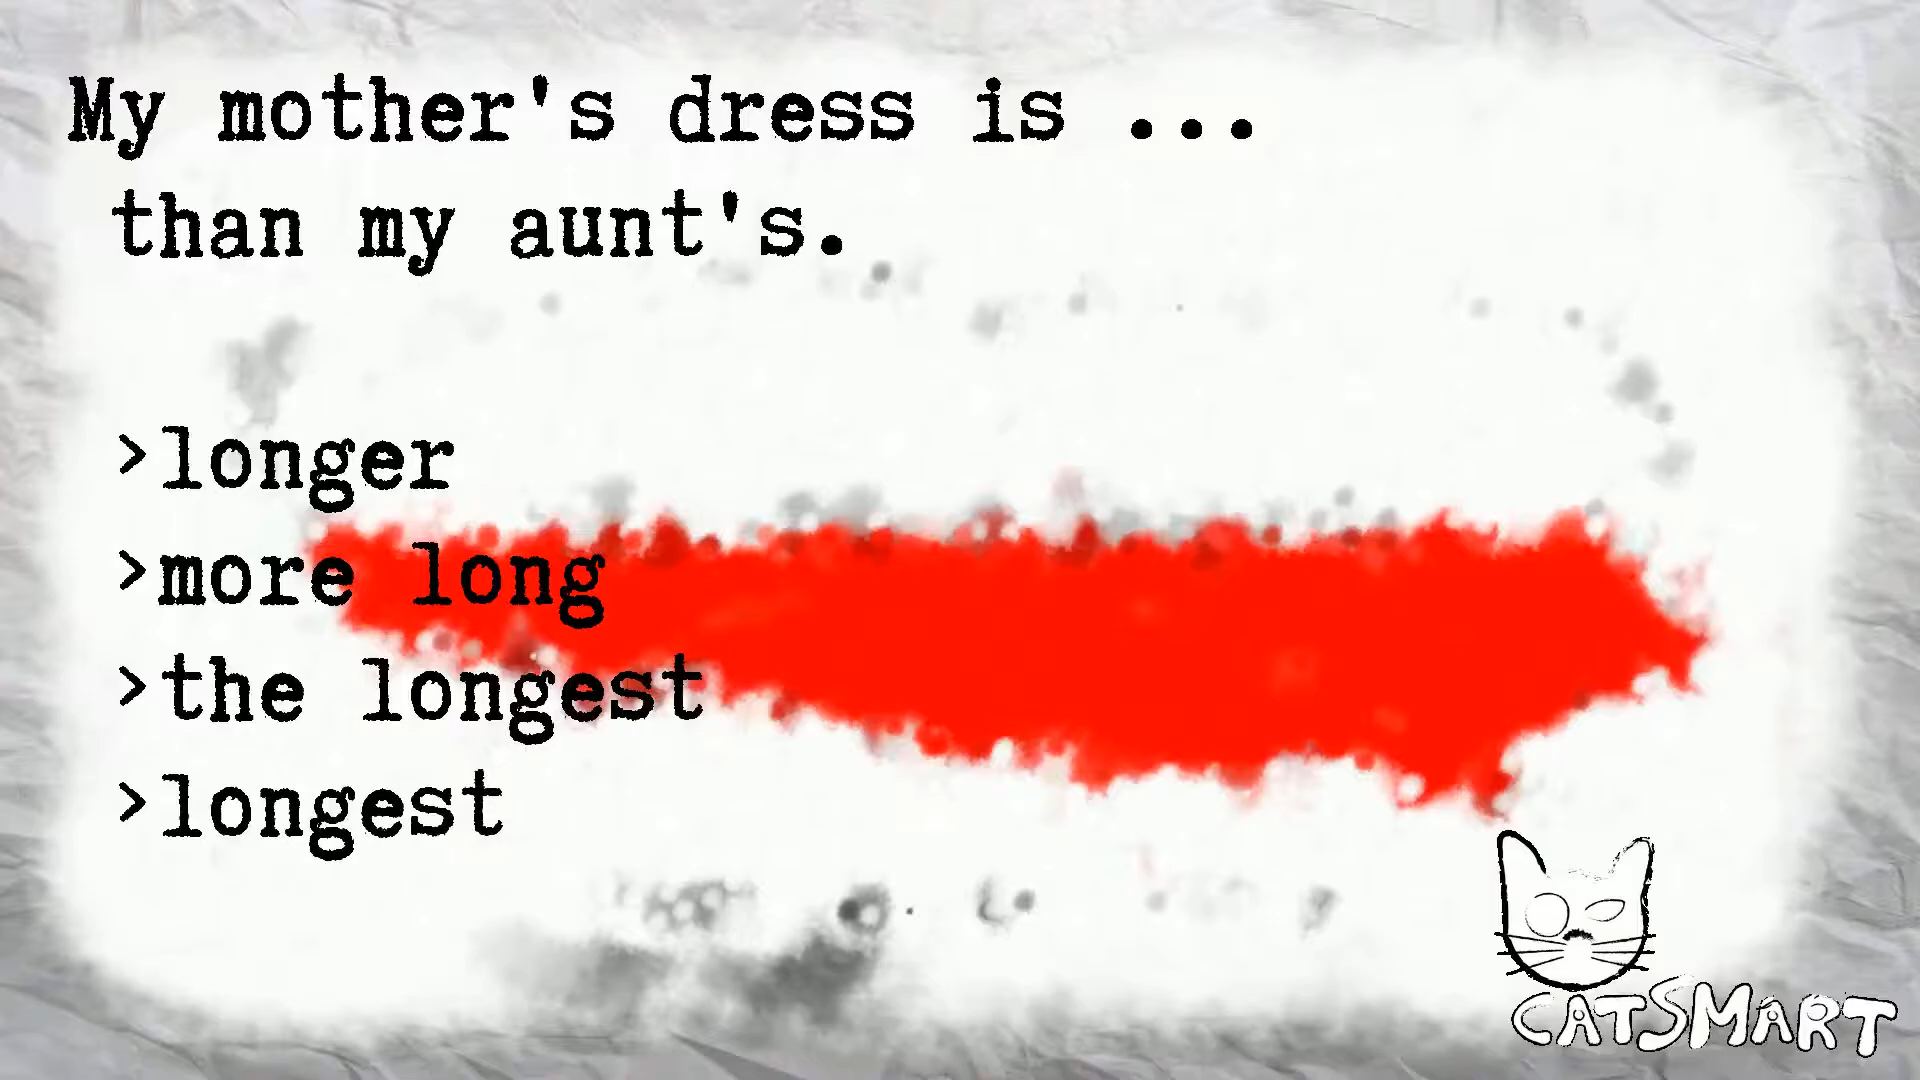 My mother's dress is ...
than my aunt's.
>longer
>more long
>the longest
>longest
CATSMART